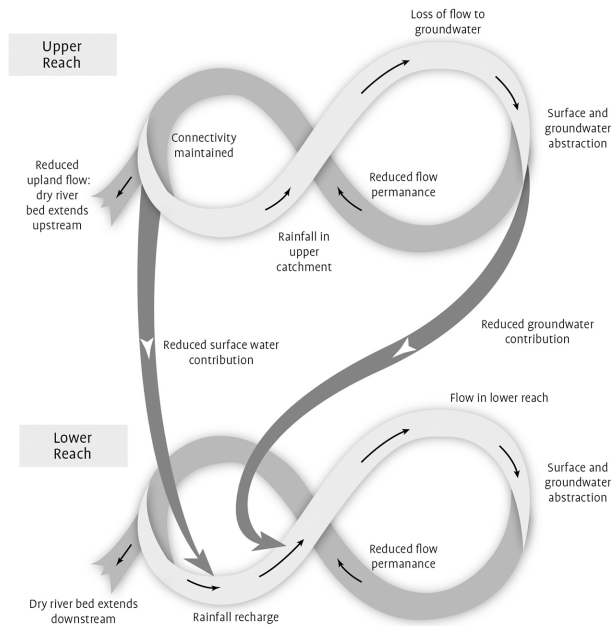 Upper
Reach
Loss of flow to
groundwater
Surface and
groundwater
abstraction
Connectivity
maintained
Reduced
upland flow:
dry river
bed extends
upstream
Reduced flow
permanance
Rainfall in
upper
catchment
Reduced surface water
contribution
Reduced groundwater
contribution
Lower
Reach
Flow in lower reach
Surface and
groundwater
abstraction
Reduced flow
permanance
Dry river bed extends
downstream
Rainfall recharge